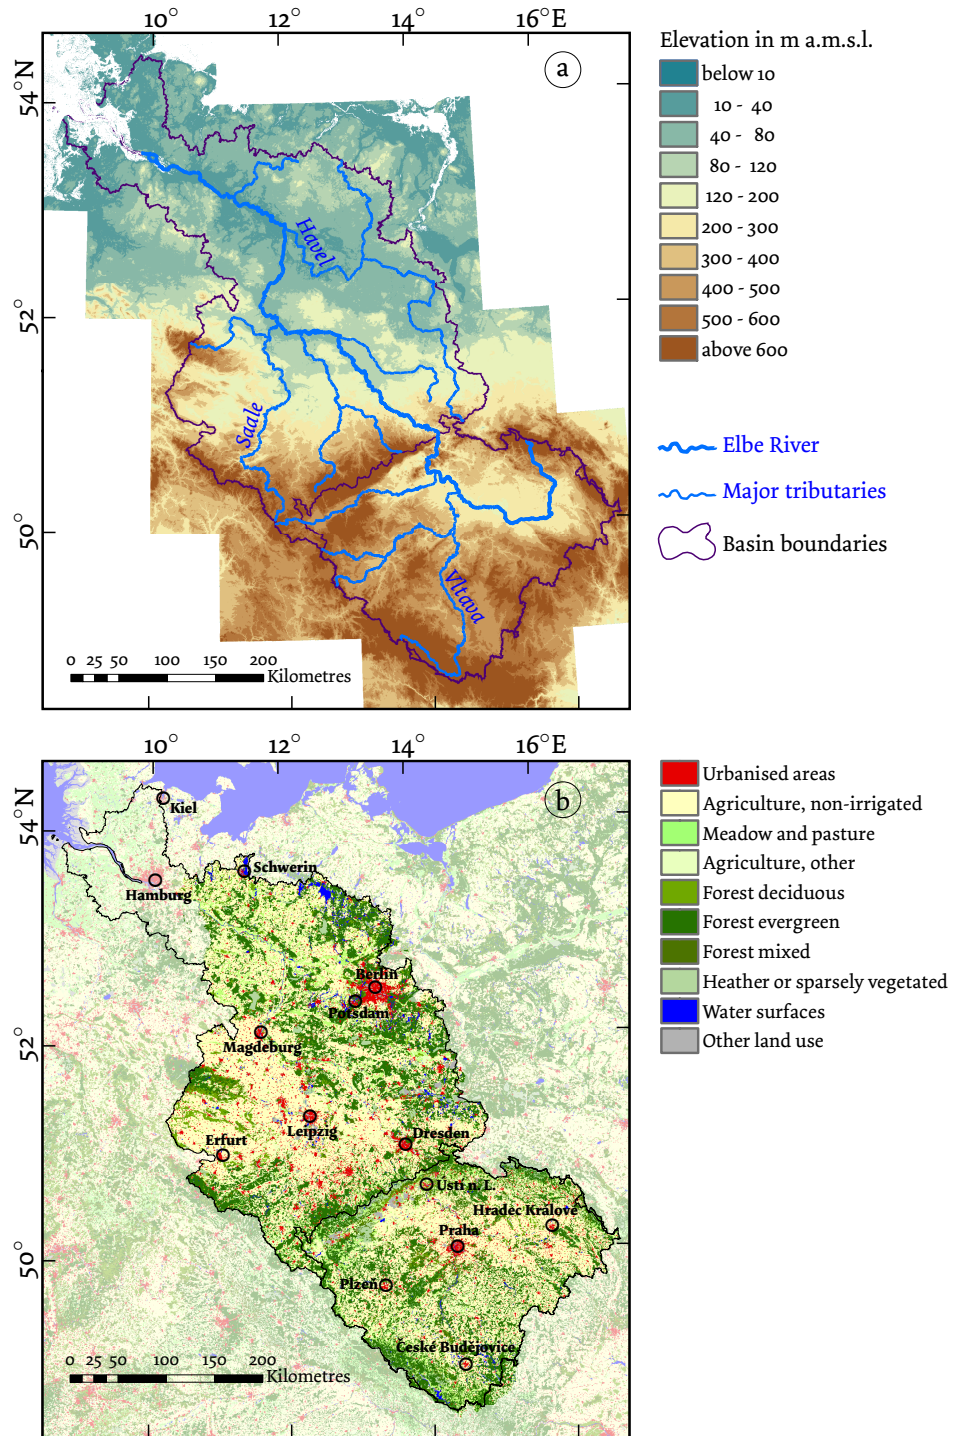 10° 12° 14° 16°E
54°N
52°
50°
a
Havel
Saale
Vltava
0 25 50 100 150 200
Kilometres
Elevation in m a.m.s.l.
below 10
10 - 40
40 - 80
80 - 120
120 - 200
200 - 300
300 - 400
400 - 500
500 - 600
above 600
Elbe River
Major tributaries
Basin boundaries
10° 12° 14° 16°E
54°N
52°
50°
b
Kiel
Schwerin
Hamburg
Berlin
Potsdam
Magdeburg
Leipzig
Dresden
Erfurt
Ústí n. L.
Hradec Králové
Praha
Plzeň
České Budějovice
0 25 50 100 150 200
Kilometres
Urbanised areas
Agriculture, non-irrigated
Meadow and pasture
Agriculture, other
Forest deciduous
Forest evergreen
Forest mixed
Heather or sparsely vegetated
Water surfaces
Other land use